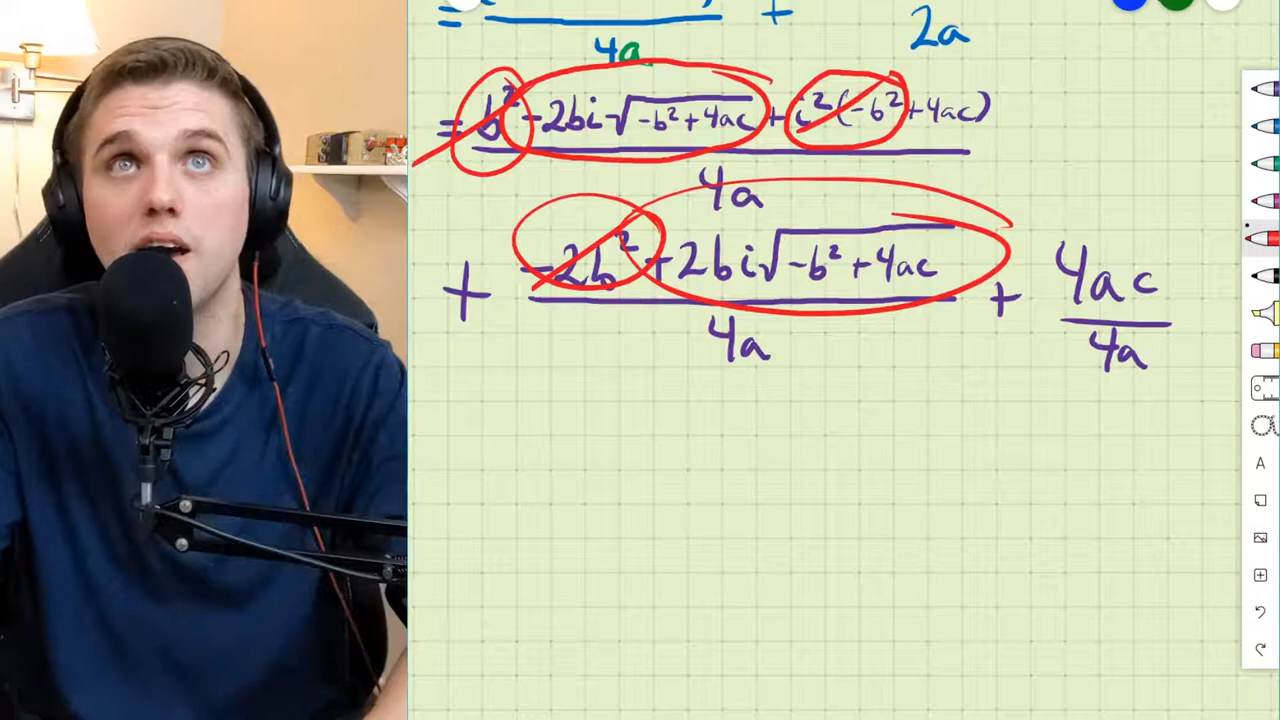 = ――― + ―――
4a 2a
= b² - 2bi√(-b²+4ac) + i²(-b²+4ac)
4a
+ -2b² + 2bi√(-b²+4ac) + 4ac
4a 4a
A